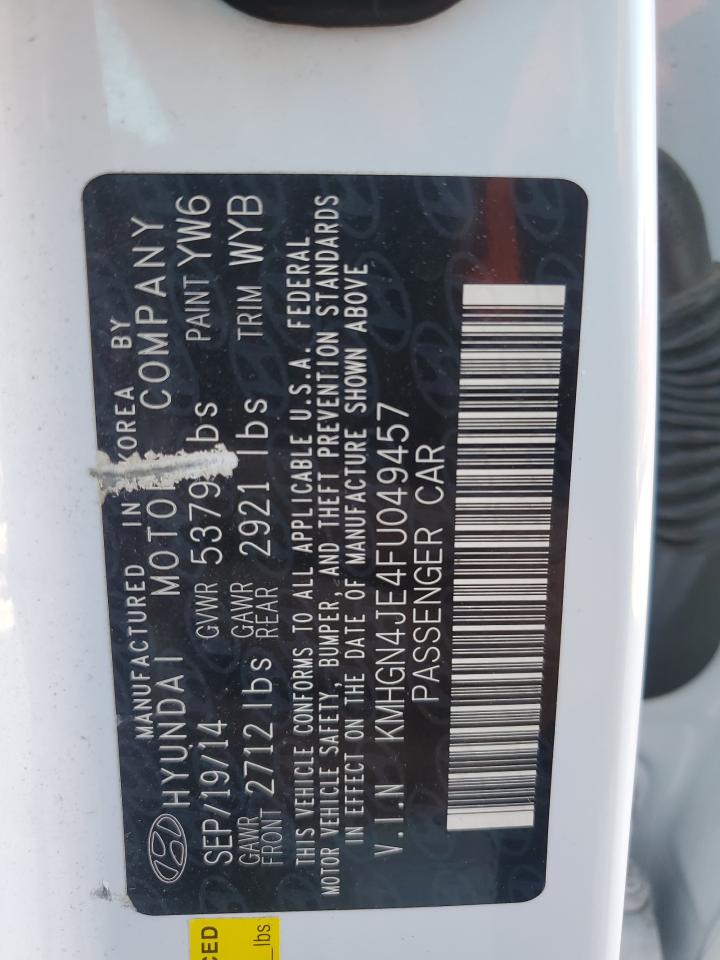 MANUFACTURED IN KOREA BY
HYUNDAI MOTOR COMPANY
SEP/19/14 GVWR 5379 lbs PAINT YW6
GAWR FRONT 2712 lbs GAWR REAR 2921 lbs TRIM WYB
THIS VEHICLE CONFORMS TO ALL APPLICABLE U.S.A. FEDERAL
MOTOR VEHICLE SAFETY, BUMPER, AND THEFT PREVENTION STANDARDS
IN EFFECT ON THE DATE OF MANUFACTURE SHOWN ABOVE
V.I.N KMHGN4JE4FU049457
PASSENGER CAR
CED
lbs